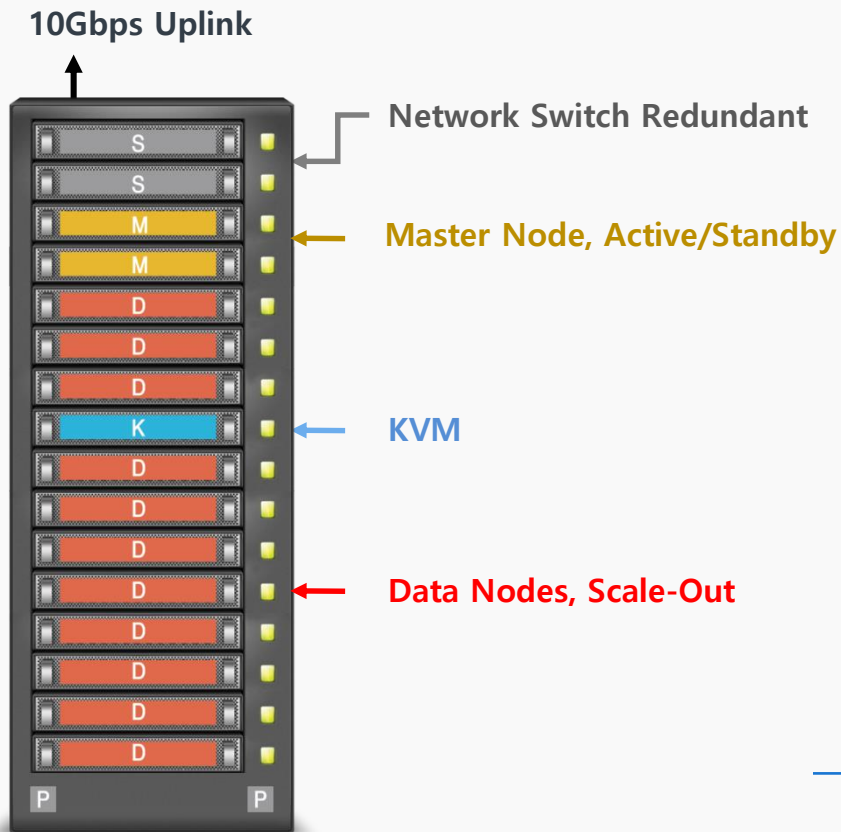 10Gbps Uplink
Network Switch Redundant
S
S
Master Node, Active/Standby
M
M
D
D
D
KVM
K
D
D
D
Data Nodes, Scale-Out
D
D
D
D
D
P P